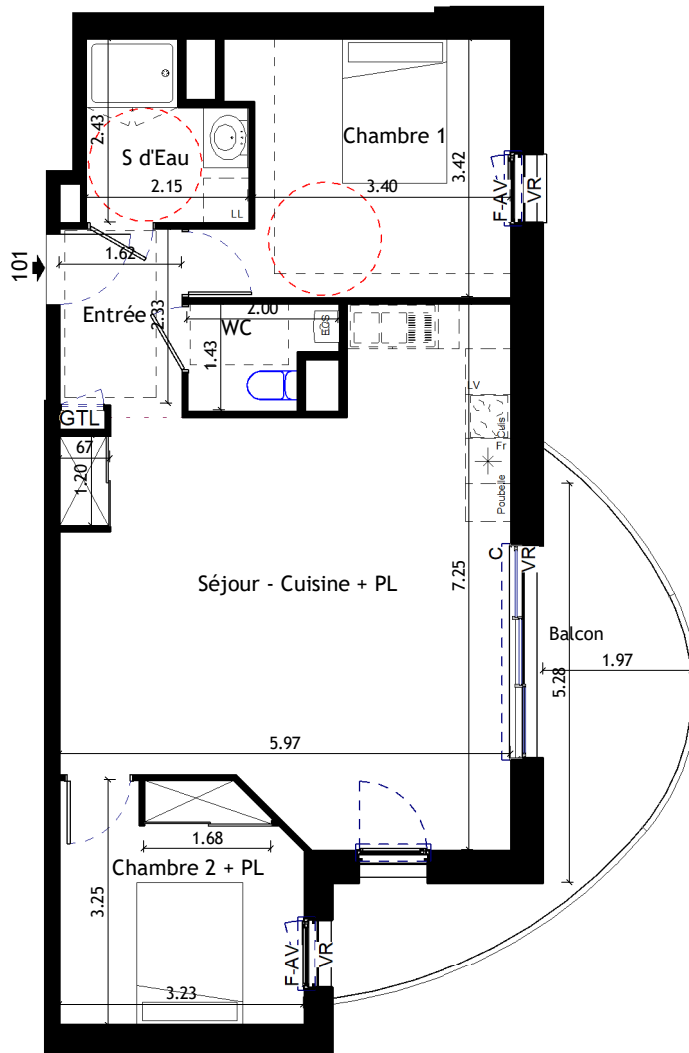 Chambre 1
2.43
S d'Eau
2.15
3.40
3.42
F-AV
VR
LL
101
1.62
Entrée
2.33
2.00
WC
EOS
1.43
GTL
67
1.20
LV
Cuis
Fr
Poubelle
C
VR
Séjour - Cuisine + PL
7.25
Balcon
1.97
5.28
5.97
1.68
Chambre 2 + PL
3.25
F-AV
VR
3.23